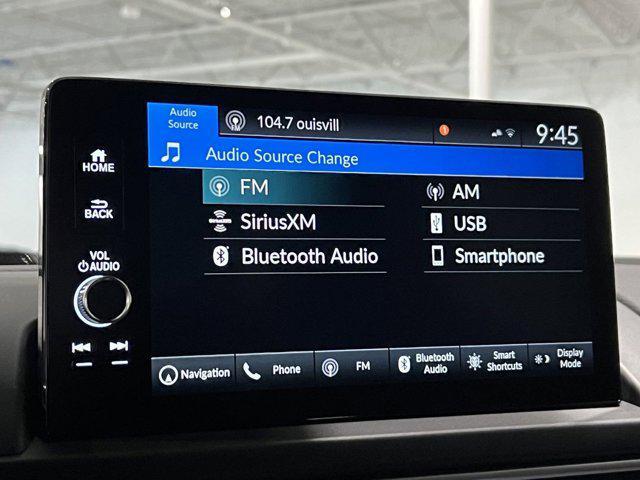 Audio
Source
104.7 ouisvill
1
9:45
Audio Source Change
HOME
BACK
VOL
AUDIO
FM
AM
SiriusXM
USB
Bluetooth Audio
Smartphone
Navigation
Phone
FM
Bluetooth
Audio
Smart
Shortcuts
Display
Mode